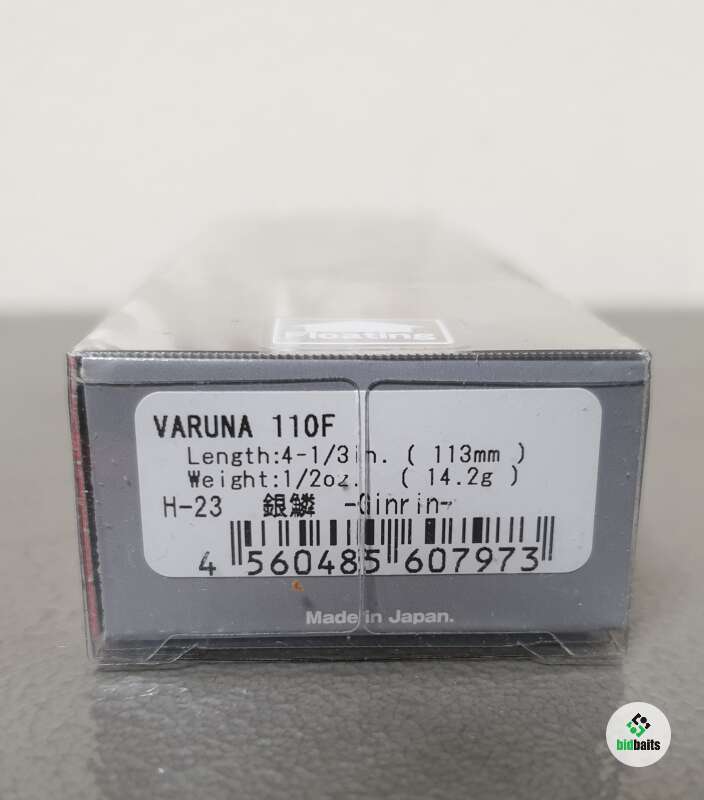 Floating
VARUNA 110F
Length:4-1/3in. ( 113mm )
Weight:1/2oz. ( 14.2g )
H-23 銀鱗 -Ginrin-
4 560485 607973
Made in Japan.
bidbaits